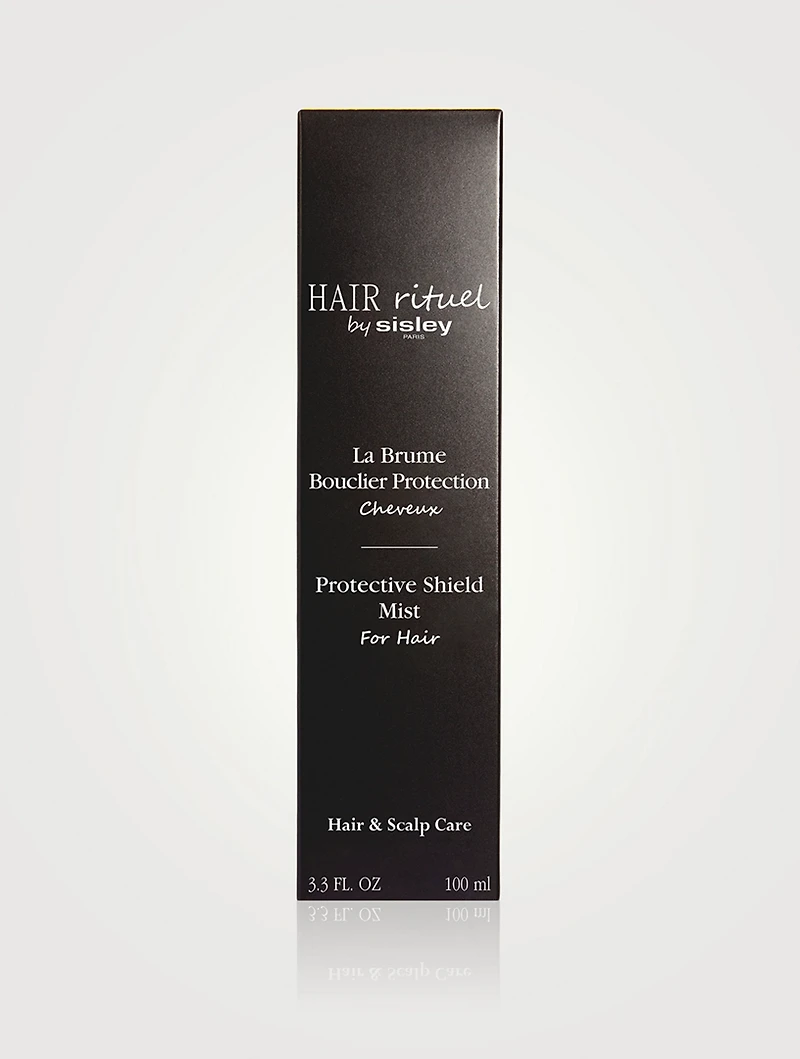 HAIR rituel
by sisley
PARIS
La Brume
Bouclier Protection
Cheveux
Protective Shield
Mist
For Hair
Hair & Scalp Care
3.3 FL. OZ 100 ml